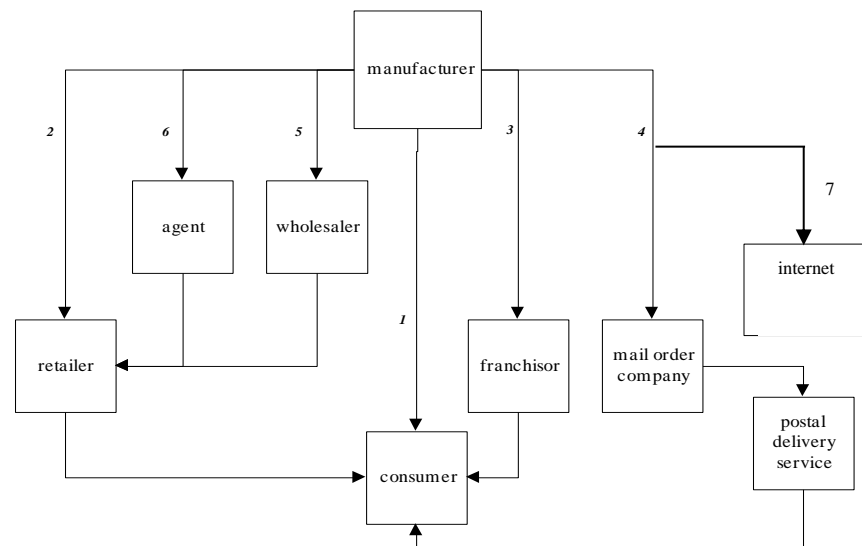 manufacturer
2
6
5
3
4
7
agent
wholesaler
internet
1
retailer
franchisor
mail order
company
postal
delivery
service
consumer